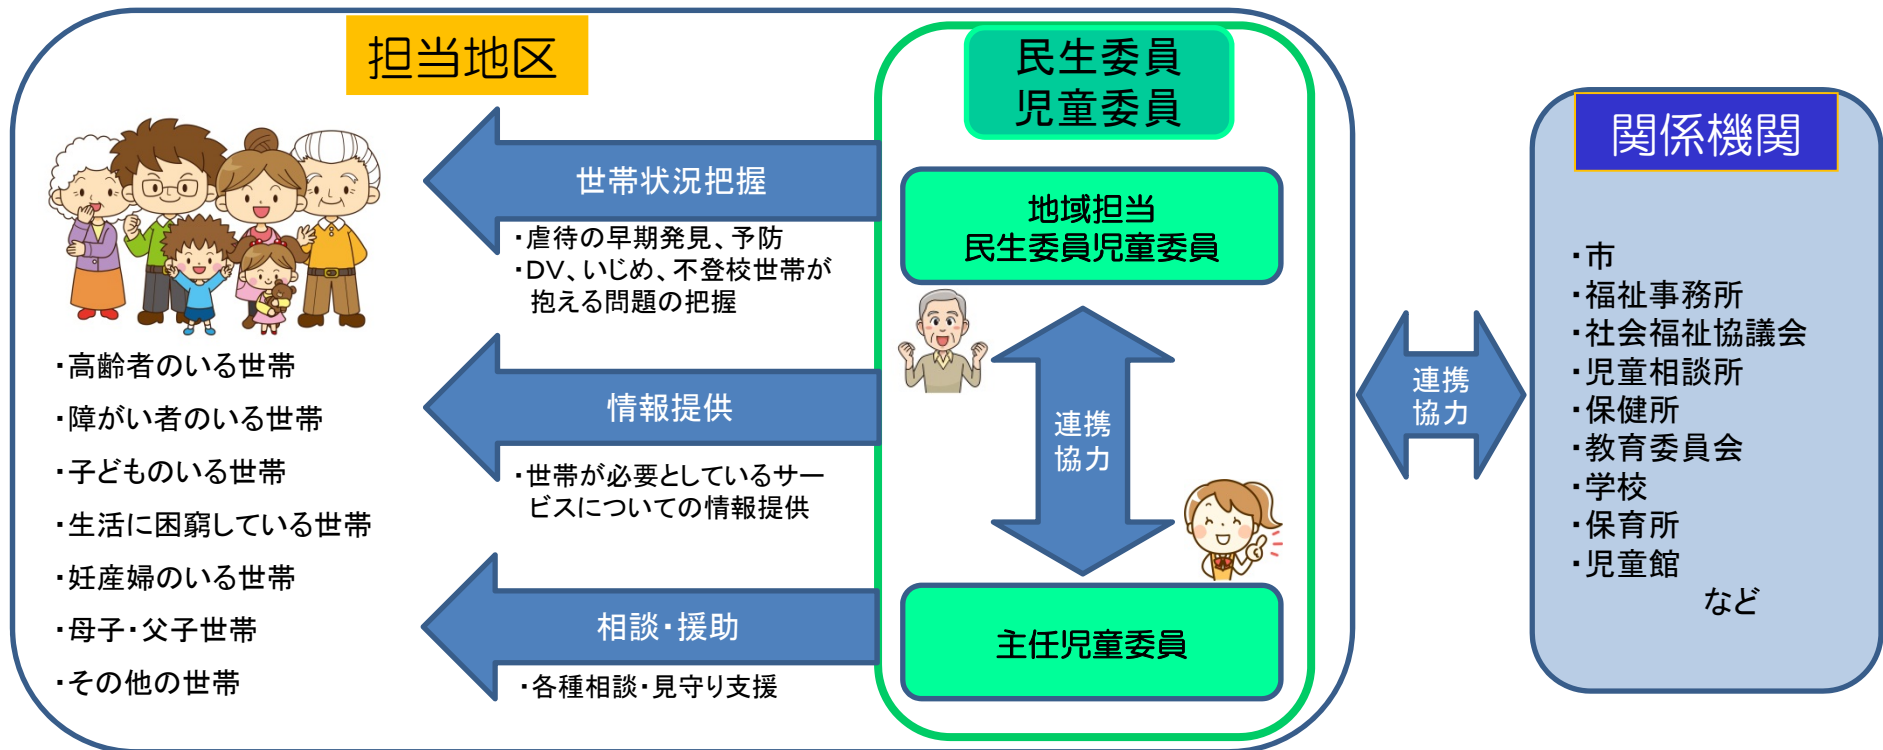 担当地区
・高齢者のいる世帯
・障がい者のいる世帯
・子どものいる世帯
・生活に困窮している世帯
・妊産婦のいる世帯
・母子・父子世帯
・その他の世帯
世帯状況把握
・虐待の早期発見、予防
・DV、いじめ、不登校世帯が
抱える問題の把握
情報提供
・世帯が必要としているサー
ビスについての情報提供
相談・援助
・各種相談・見守り支援
民生委員
児童委員
地域担当
民生委員児童委員
連携
協力
主任児童委員
連携
協力
関係機関
・市
・福祉事務所
・社会福祉協議会
・児童相談所
・保健所
・教育委員会
・学校
・保育所
・児童館
など